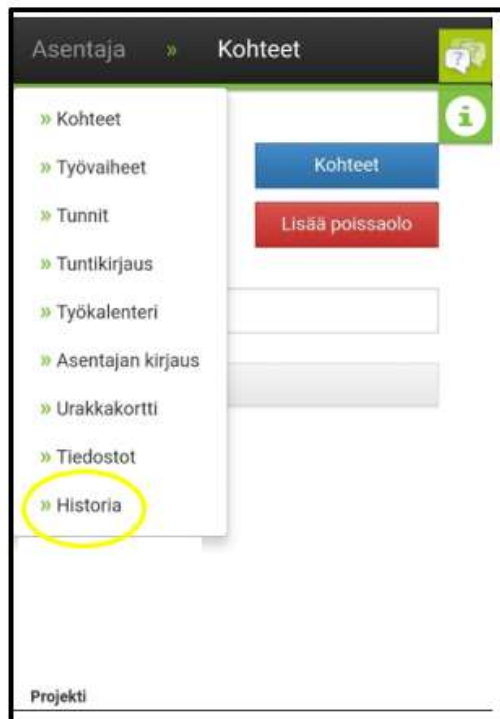 Asentaja » Kohteet
?
i
» Kohteet
» Työvaiheet
Kohteet
» Tunnit
Lisää poissaolo
» Tuntikirjaus
» Työkalenteri
» Asentajan kirjaus
» Urakkakortti
» Tiedostot
» Historia
Projekti